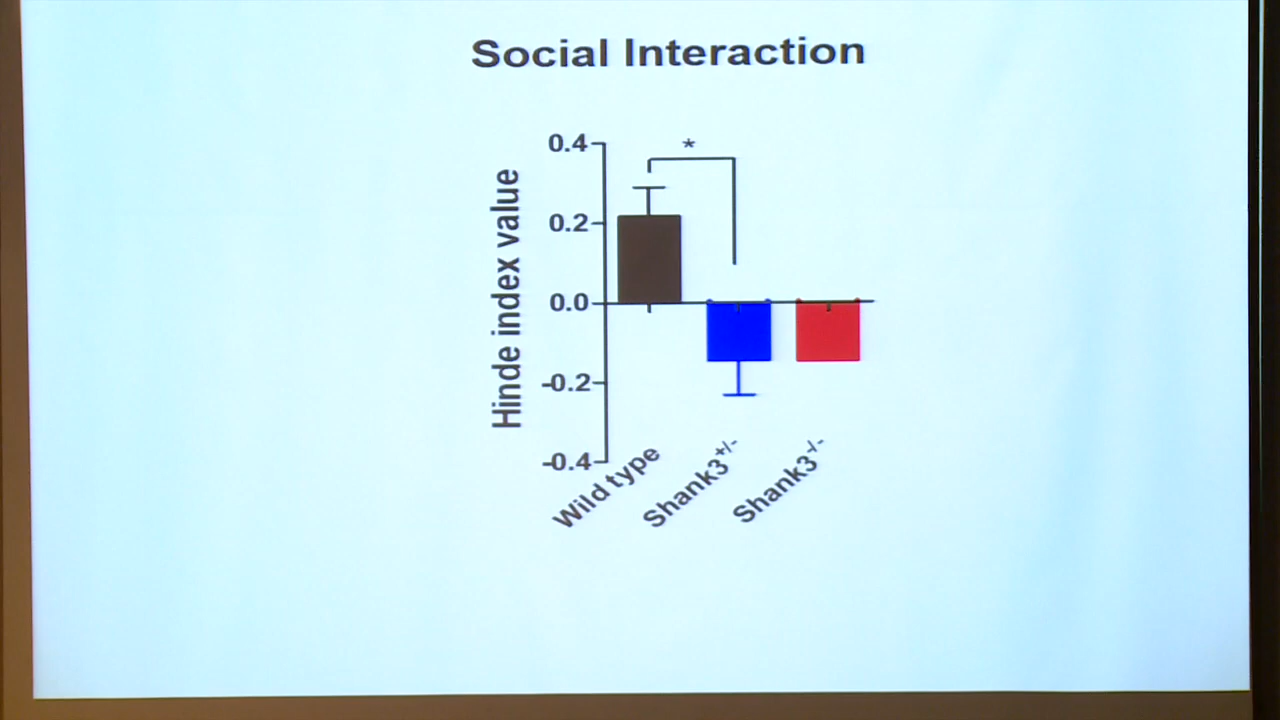 Social Interaction
*
0.4
0.2
0.0
-0.2
-0.4
Hinde index value
Wild type
Shank3+/-
Shank3-/-